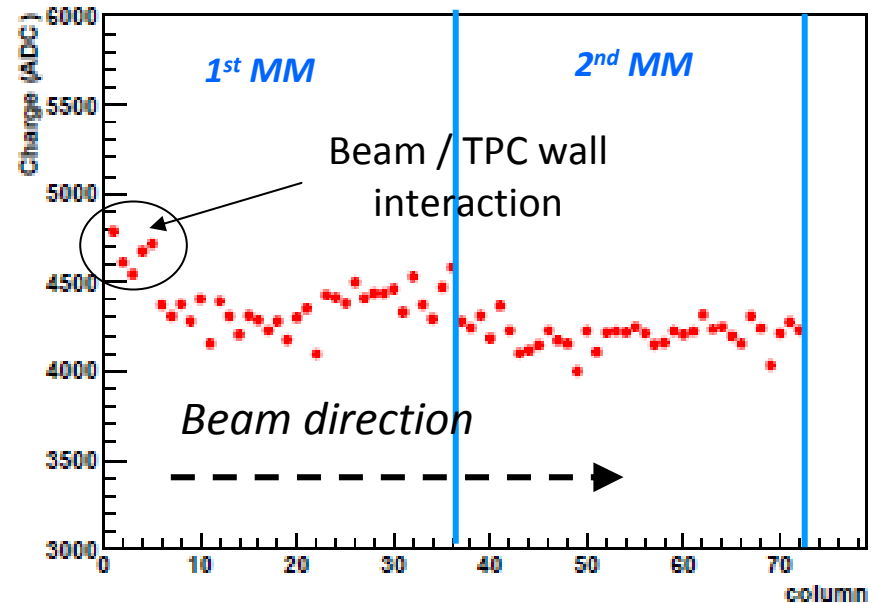 Charge (ADC)
6000
5500
5000
4500
4000
3500
3000
1st MM
2nd MM
Beam / TPC wall
interaction
Beam direction
0 10 20 30 40 50 60 70
column